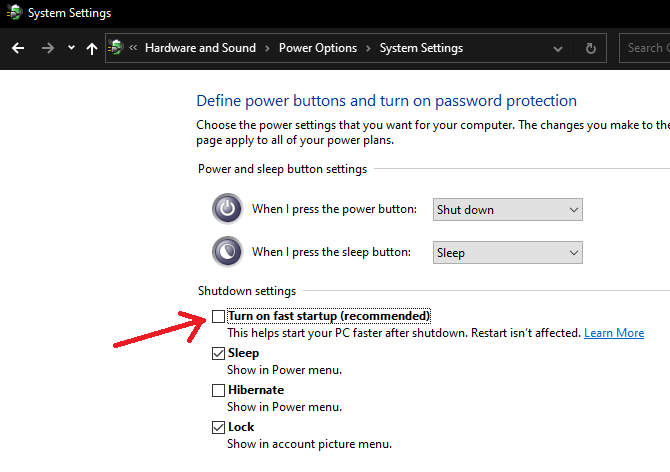 System Settings
« Hardware and Sound › Power Options › System Settings
Search
Define power buttons and turn on password protection
Choose the power settings that you want for your computer. The changes you make to the
page apply to all of your power plans.
Power and sleep button settings
When I press the power button: Shut down
When I press the sleep button: Sleep
Shutdown settings
Turn on fast startup (recommended)
This helps start your PC faster after shutdown. Restart isn't affected. Learn More
Sleep
Show in Power menu.
Hibernate
Show in Power menu.
Lock
Show in account picture menu.